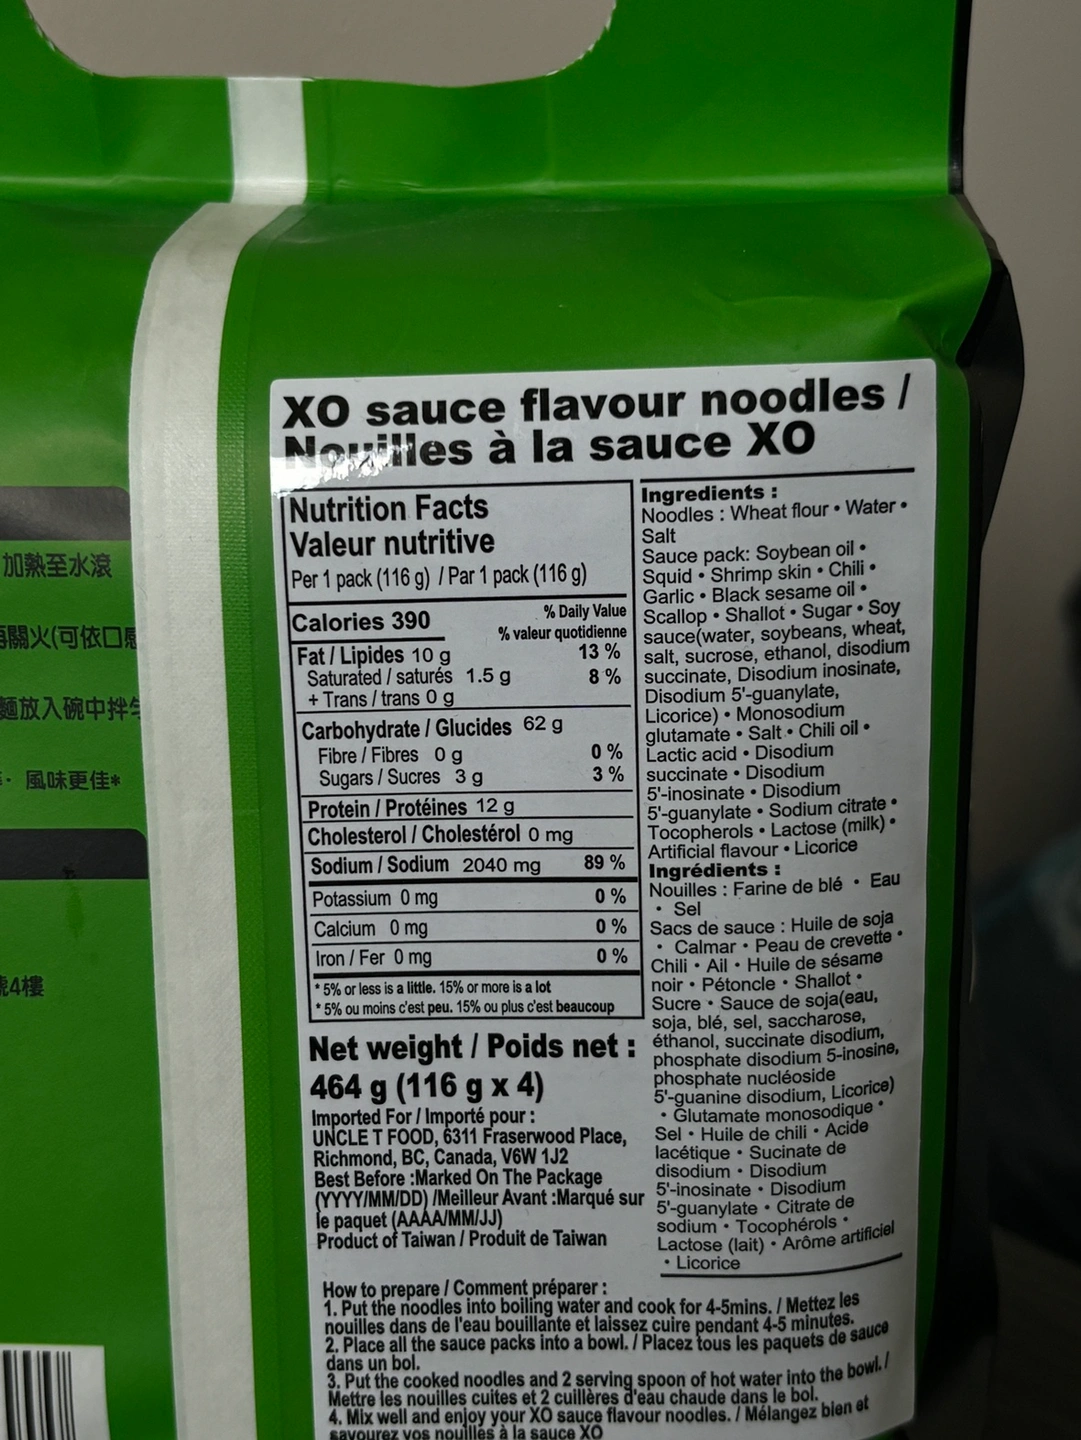 加熱至水滾
關火(可依口感
麵放入碗中拌勻
風味更佳*
號4樓
XO sauce flavour noodles /
Nouilles à la sauce XO
Nutrition Facts
Valeur nutritive
Per 1 pack (116 g) / Par 1 pack (116 g)
Calories 390
% Daily Value
% valeur quotidienne
Fat / Lipides 10 g 13 %
Saturated / saturés 1.5 g 8 %
+ Trans / trans 0 g
Carbohydrate / Glucides 62 g
Fibre / Fibres 0 g 0 %
Sugars / Sucres 3 g 3 %
Protein / Protéines 12 g
Cholesterol / Cholestérol 0 mg
Sodium / Sodium 2040 mg 89 %
Potassium 0 mg 0 %
Calcium 0 mg 0 %
Iron / Fer 0 mg 0 %
* 5% or less is a little. 15% or more is a lot
* 5% ou moins c'est peu. 15% ou plus c'est beaucoup
Net weight / Poids net :
464 g (116 g x 4)
Imported For / Importé pour :
UNCLE T FOOD, 6311 Fraserwood Place,
Richmond, BC, Canada, V6W 1J2
Best Before :Marked On The Package
(YYYY/MM/DD) /Meilleur Avant :Marqué sur
le paquet (AAAA/MM/JJ)
Product of Taiwan / Produit de Taiwan
Ingredients :
Noodles : Wheat flour • Water •
Salt
Sauce pack: Soybean oil •
Squid • Shrimp skin • Chili •
Garlic • Black sesame oil •
Scallop • Shallot • Sugar • Soy
sauce(water, soybeans, wheat,
salt, sucrose, ethanol, disodium
succinate, Disodium inosinate,
Disodium 5'-guanylate,
Licorice) • Monosodium
glutamate • Salt • Chili oil •
Lactic acid • Disodium
succinate • Disodium
5'-inosinate • Disodium
5'-guanylate • Sodium citrate •
Tocopherols • Lactose (milk) •
Artificial flavour • Licorice
Ingrédients :
Nouilles : Farine de blé • Eau
• Sel
Sacs de sauce : Huile de soja
• Calmar • Peau de crevette •
Chili • Ail • Huile de sésame
noir • Pétoncle • Shallot •
Sucre • Sauce de soja(eau,
soja, blé, sel, saccharose,
éthanol, succinate disodium,
phosphate disodium 5-inosine,
phosphate nucléoside
5'-guanine disodium, Licorice)
• Glutamate monosodique •
Sel • Huile de chili • Acide
lacétique • Sucinate de
disodium • Disodium
5'-inosinate • Disodium
5'-guanylate • Citrate de
sodium • Tocophérols •
Lactose (lait) • Arôme artificiel
• Licorice
How to prepare / Comment préparer :
1. Put the noodles into boiling water and cook for 4-5mins. / Mettez les
nouilles dans de l'eau bouillante et laissez cuire pendant 4-5 minutes.
2. Place all the sauce packs into a bowl. / Placez tous les paquets de sauce
dans un bol.
3. Put the cooked noodles and 2 serving spoon of hot water into the bowl. /
Mettre les nouilles cuites et 2 cuillères d'eau chaude dans le bol.
4. Mix well and enjoy your XO sauce flavour noodles. / Mélangez bien et
savourez vos nouilles à la sauce XO